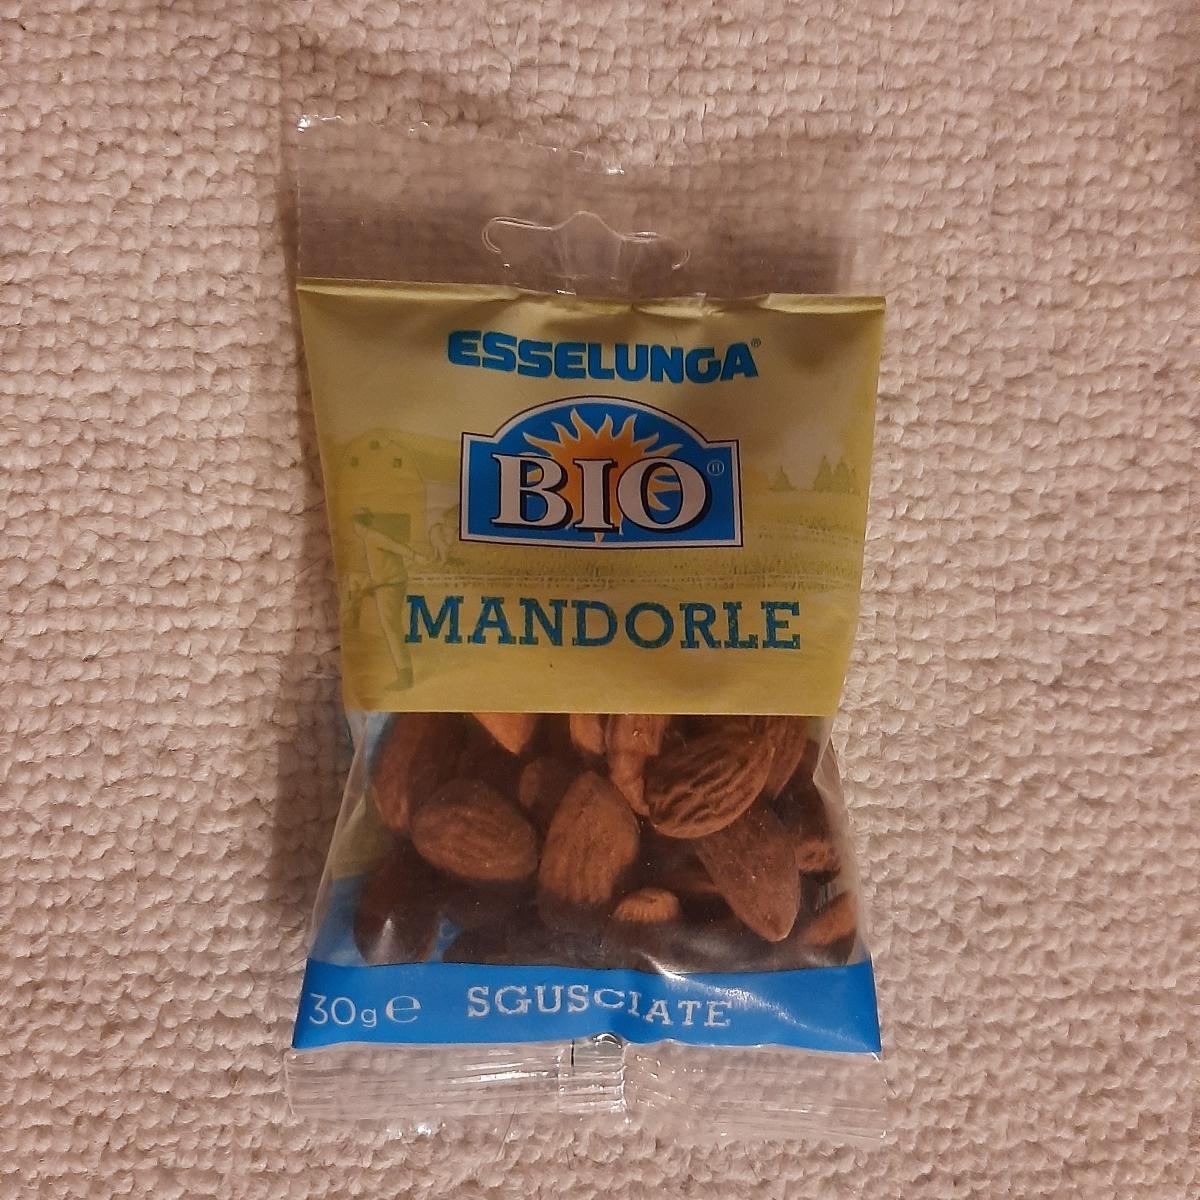 ESSELUNGA®
BIO®
MANDORLE
30g ℮ SGUSCIATE